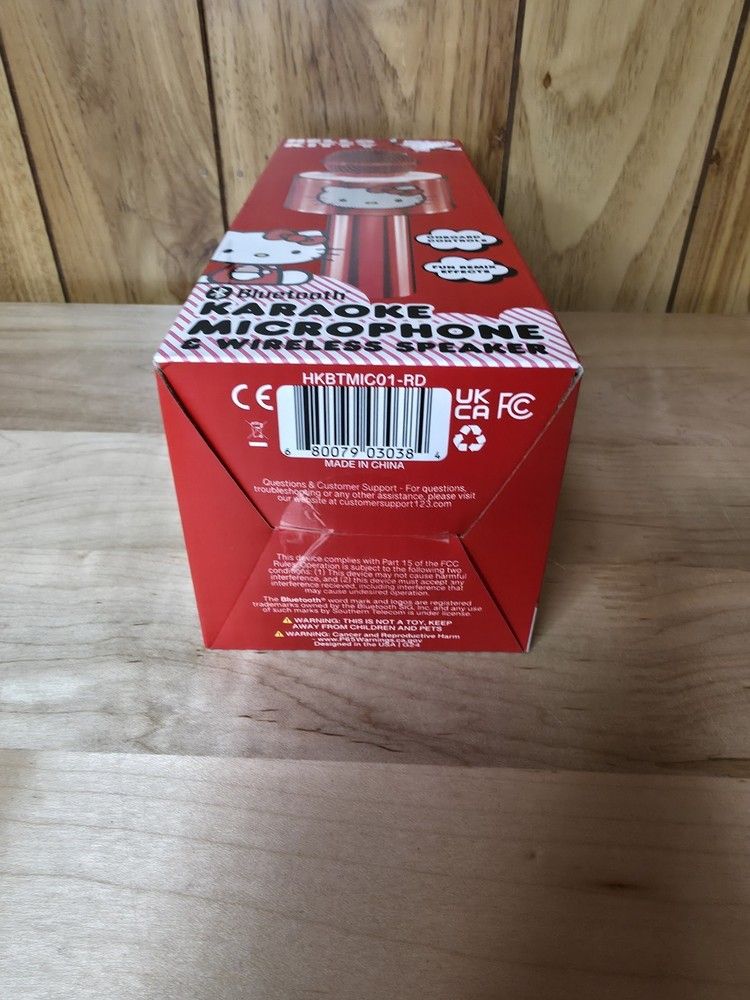 HELLO
KITTY
ONBOARD
CONTROLS
FUN REMIX
EFFECTS
Bluetooth
KARAOKE
MICROPHONE
& WIRELESS SPEAKER
HKBTMIC01-RD
CE
UK
CA
FC
6 80079 03038 4
MADE IN CHINA
Questions & Customer Support - For questions,
troubleshooting or any other assistance, please visit
our website at customersupport123.com
This device complies with Part 15 of the FCC
Rules. Operation is subject to the following two
conditions: (1) This device may not cause harmful
interference, and (2) this device must accept any
interference recieved, including interference that
may cause undesired operation.
The Bluetooth® word mark and logos are registered
trademarks owned by the Bluetooth SIG, Inc. and any use
of such marks by Southern Telecom is under license.
WARNING: THIS IS NOT A TOY, KEEP
AWAY FROM CHILDREN AND PETS
WARNING: Cancer and Reproductive Harm
- www.P65Warnings.ca.gov
Designed in the USA | G24